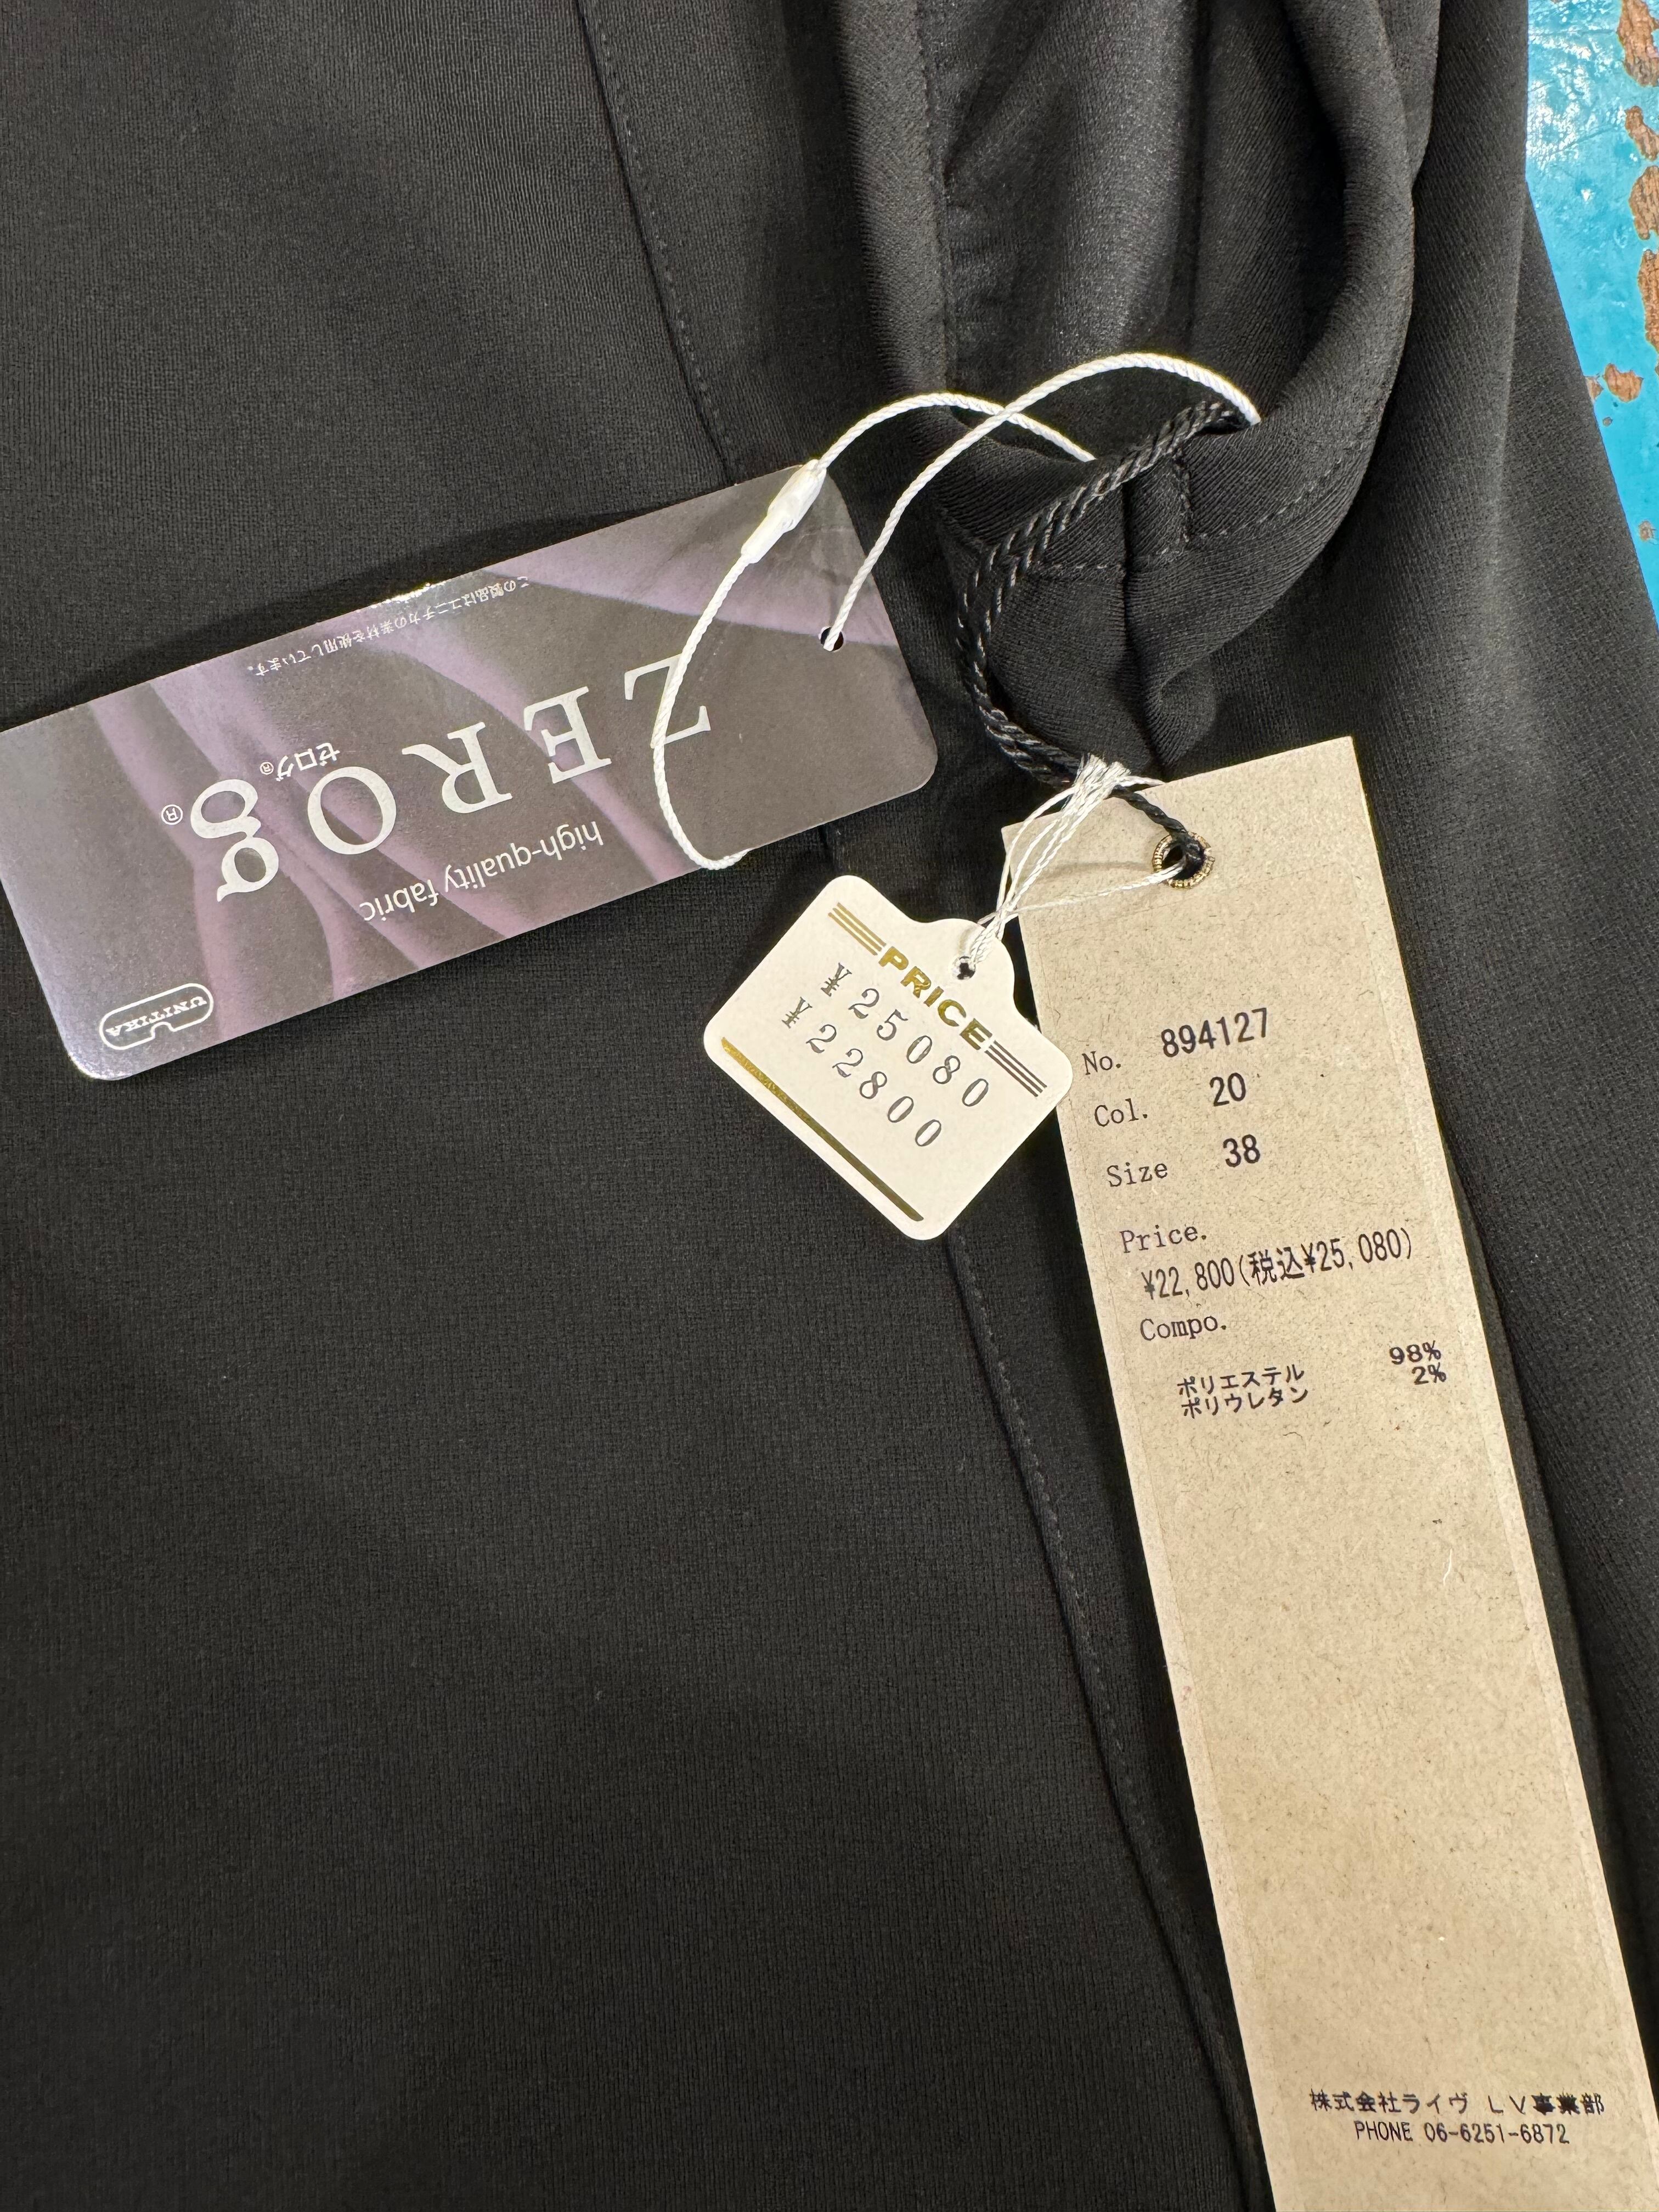 ZERO g®
ゼログ®
high-quality fabric
この製品はユニチカの素材を使用しています。
UNITIKA
PRICE
¥25080
¥22800
No. 894127
Col. 20
Size 38
Price.
¥22,800(税込¥25,080)
Compo.
ポリエステル 98%
ポリウレタン 2%
株式会社ライヴ LV事業部
PHONE 06-6251-6872